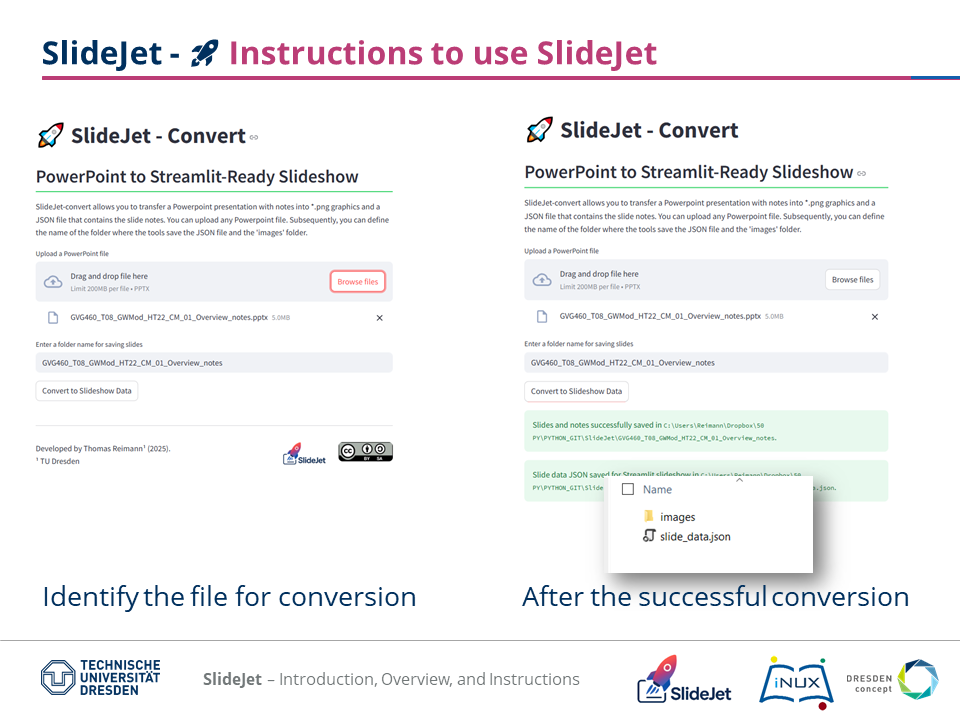 SlideJet - Instructions to use SlideJet
SlideJet - Convert
PowerPoint to Streamlit-Ready Slideshow
SlideJet-convert allows you to transfer a Powerpoint presentation with notes into *.png graphics and a
JSON file that contains the slide notes. You can upload any Powerpoint file. Subsequently, you can define
the name of the folder where the tools save the JSON file and the 'images' folder.
Upload a PowerPoint file
Drag and drop file here
Limit 200MB per file • PPTX
Browse files
GVG460_T08_GWMod_HT22_CM_01_Overview_notes.pptx 5.0MB
Enter a folder name for saving slides
GVG460_T08_GWMod_HT22_CM_01_Overview_notes
Convert to Slideshow Data
Developed by Thomas Reimann¹ (2025).
¹ TU Dresden
SlideJet
CC BY SA
Identify the file for conversion
SlideJet - Convert
PowerPoint to Streamlit-Ready Slideshow
SlideJet-convert allows you to transfer a Powerpoint presentation with notes into *.png graphics and a
JSON file that contains the slide notes. You can upload any Powerpoint file. Subsequently, you can define
the name of the folder where the tools save the JSON file and the 'images' folder.
Upload a PowerPoint file
Drag and drop file here
Limit 200MB per file • PPTX
Browse files
GVG460_T08_GWMod_HT22_CM_01_Overview_notes.pptx 5.0MB
Enter a folder name for saving slides
GVG460_T08_GWMod_HT22_CM_01_Overview_notes
Convert to Slideshow Data
Slides and notes successfully saved in C:\Users\Reimann\Dropbox\50
PY\PYTHON_GIT\SlideJet\GVG460_T08_GWMod_HT22_CM_01_Overview_notes.
Slide data JSON saved for Streamlit slideshow in C:\Users\Reimann\Dropbox\50
PY\PYTHON_GIT\Slide s.json.
Name
images
slide_data.json
After the successful conversion
TECHNISCHE
UNIVERSITÄT
DRESDEN
SlideJet – Introduction, Overview, and Instructions
SlideJet
iNUX
DRESDEN
concept